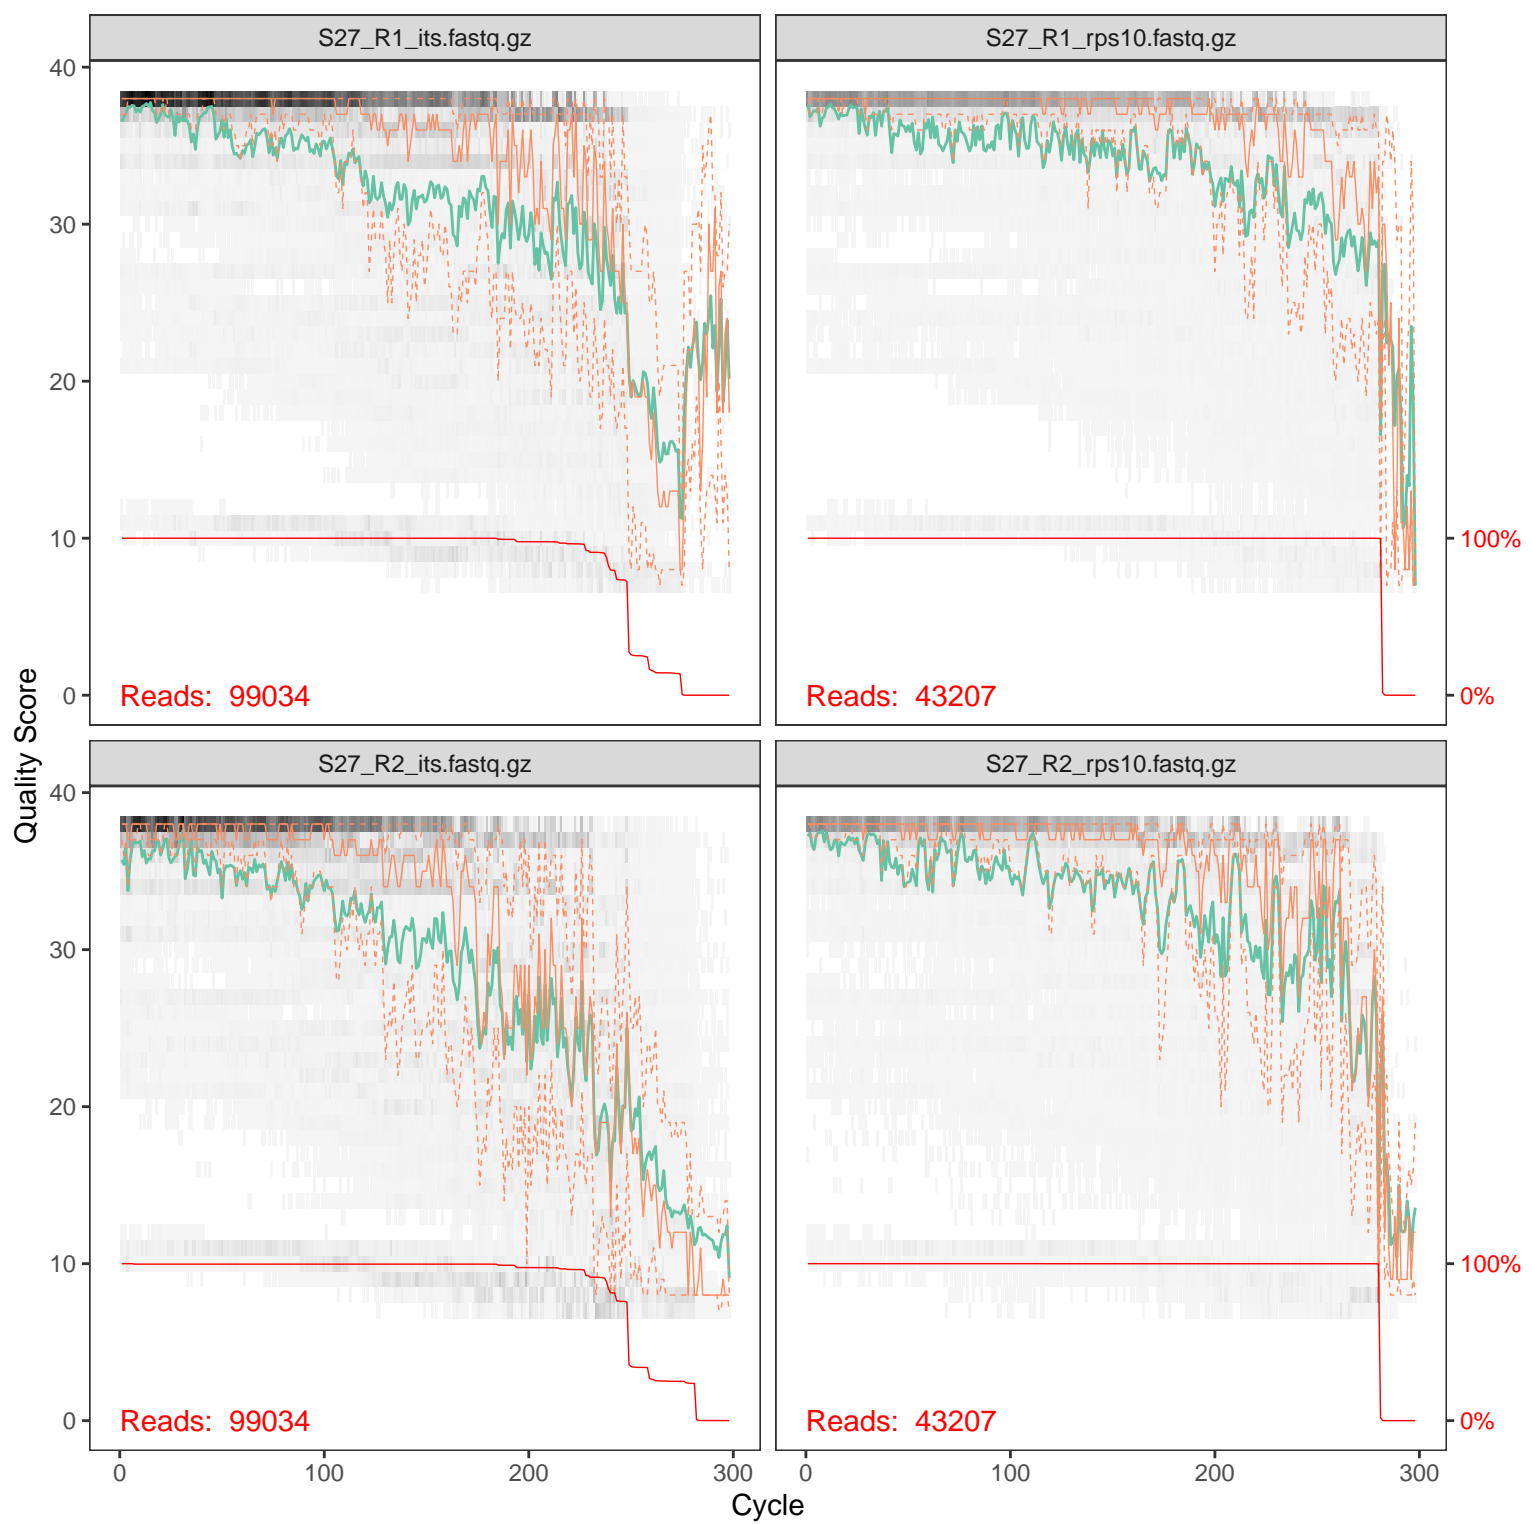 S27_R1_its.fastq.gz
S27_R1_rps10.fastq.gz
40
30
20
10
0
100%
0%
Reads: 99034
Reads: 43207
Quality Score
S27_R2_its.fastq.gz
S27_R2_rps10.fastq.gz
40
30
20
10
0
100%
0%
Reads: 99034
Reads: 43207
0
100
200
300
0
100
200
300
Cycle